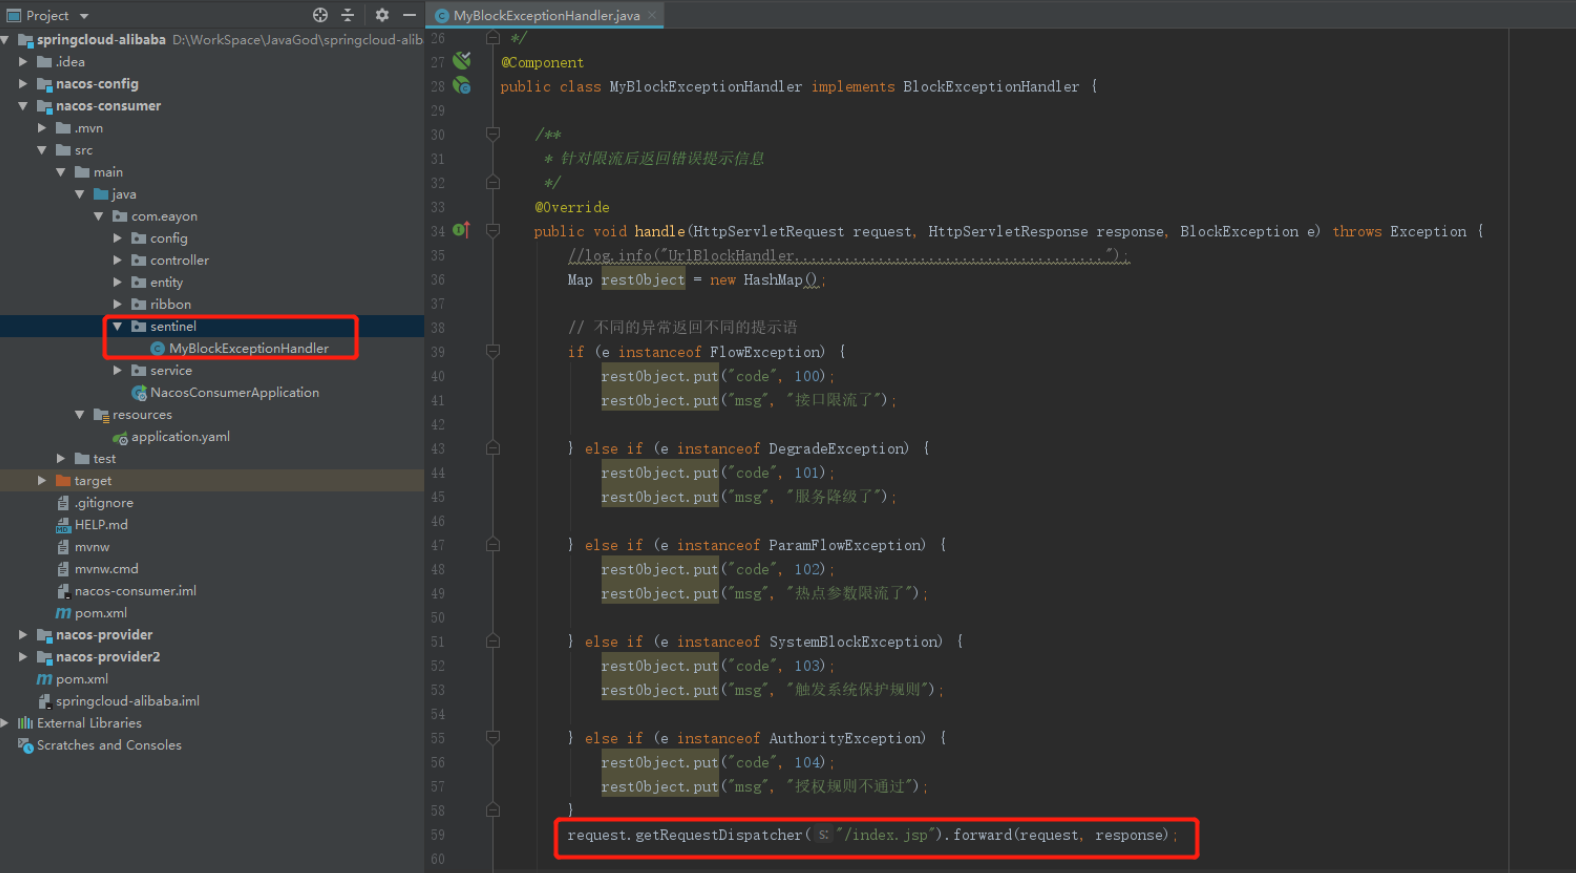 Project
springcloud-alibaba D:\WorkSpace\JavaGod\springcloud-alib
.idea
nacos-config
nacos-consumer
.mvn
src
main
java
com.eayon
config
controller
entity
ribbon
sentinel
MyBlockExceptionHandler
service
NacosConsumerApplication
resources
application.yaml
test
target
.gitignore
HELP.md
mvnw
mvnw.cmd
nacos-consumer.iml
pom.xml
nacos-provider
nacos-provider2
pom.xml
springcloud-alibaba.iml
External Libraries
Scratches and Consoles
MyBlockExceptionHandler.java
26 */
27 @Component
28 public class MyBlockExceptionHandler implements BlockExceptionHandler {
29
30 /**
31 * 针对限流后返回错误提示信息
32 */
33 @Override
34 public void handle(HttpServletRequest request, HttpServletResponse response, BlockException e) throws Exception {
35 //log.info("UrlBlockHandler.....................................");
36 Map restObject = new HashMap();
37
38 // 不同的异常返回不同的提示语
39 if (e instanceof FlowException) {
40 restObject.put("code", 100);
41 restObject.put("msg", "接口限流了");
42
43 } else if (e instanceof DegradeException) {
44 restObject.put("code", 101);
45 restObject.put("msg", "服务降级了");
46
47 } else if (e instanceof ParamFlowException) {
48 restObject.put("code", 102);
49 restObject.put("msg", "热点参数限流了");
50
51 } else if (e instanceof SystemBlockException) {
52 restObject.put("code", 103);
53 restObject.put("msg", "触发系统保护规则");
54
55 } else if (e instanceof AuthorityException) {
56 restObject.put("code", 104);
57 restObject.put("msg", "授权规则不通过");
58 }
59 request.getRequestDispatcher( s: "/index.jsp").forward(request, response);
60